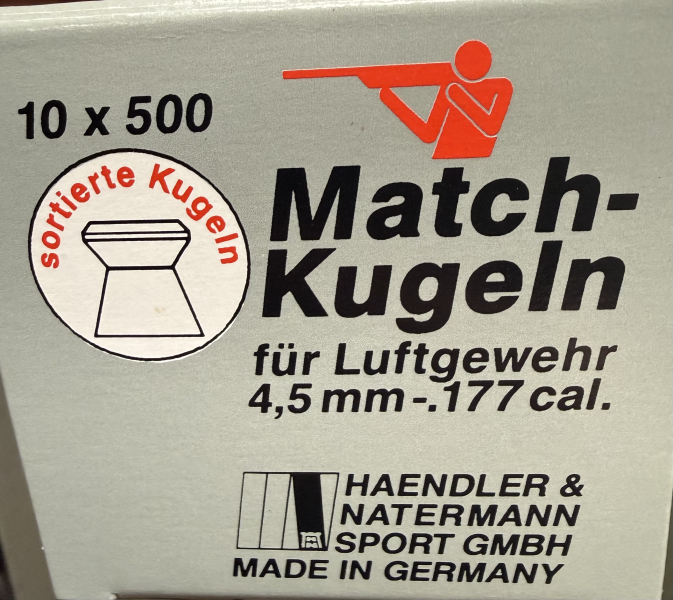 10 x 500
sortierte Kugeln
Match-
Kugeln
für Luftgewehr
4,5 mm-.177 cal.
HAENDLER &
NATERMANN
SPORT GMBH
MADE IN GERMANY